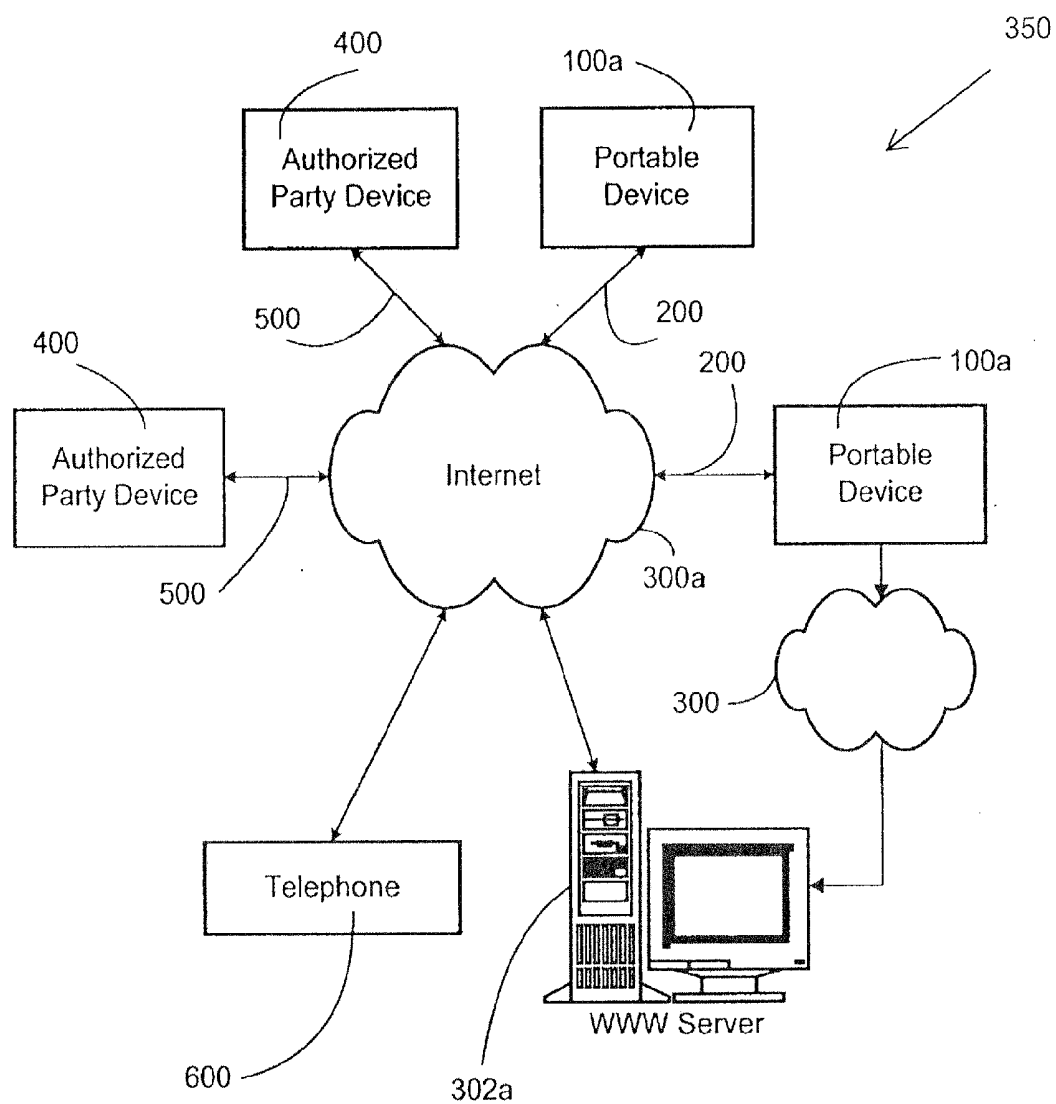 350
400
100a
Authorized
Party Device
Portable
Device
500
200
400
200
100a
Authorized
Party Device
Internet
Portable
Device
500
300a
300
Telephone
WWW Server
600
302a